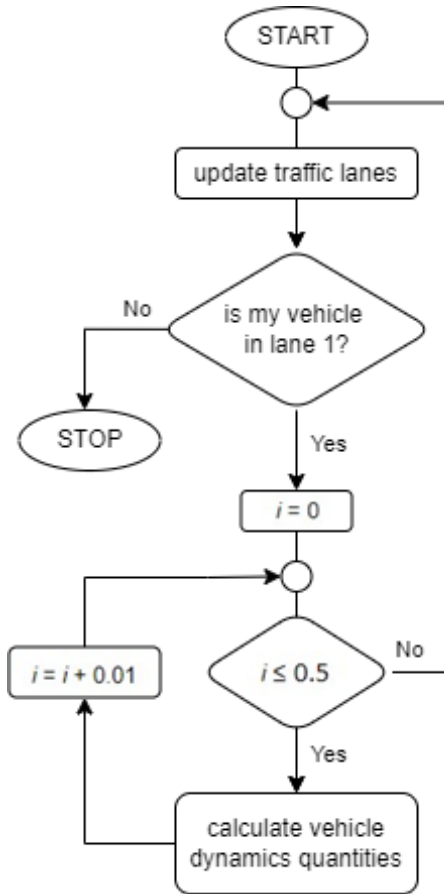 START
update traffic lanes
is my vehicle
in lane 1?
No
STOP
Yes
i = 0
i = i + 0.01
i ≤ 0.5
No
Yes
calculate vehicle
dynamics quantities